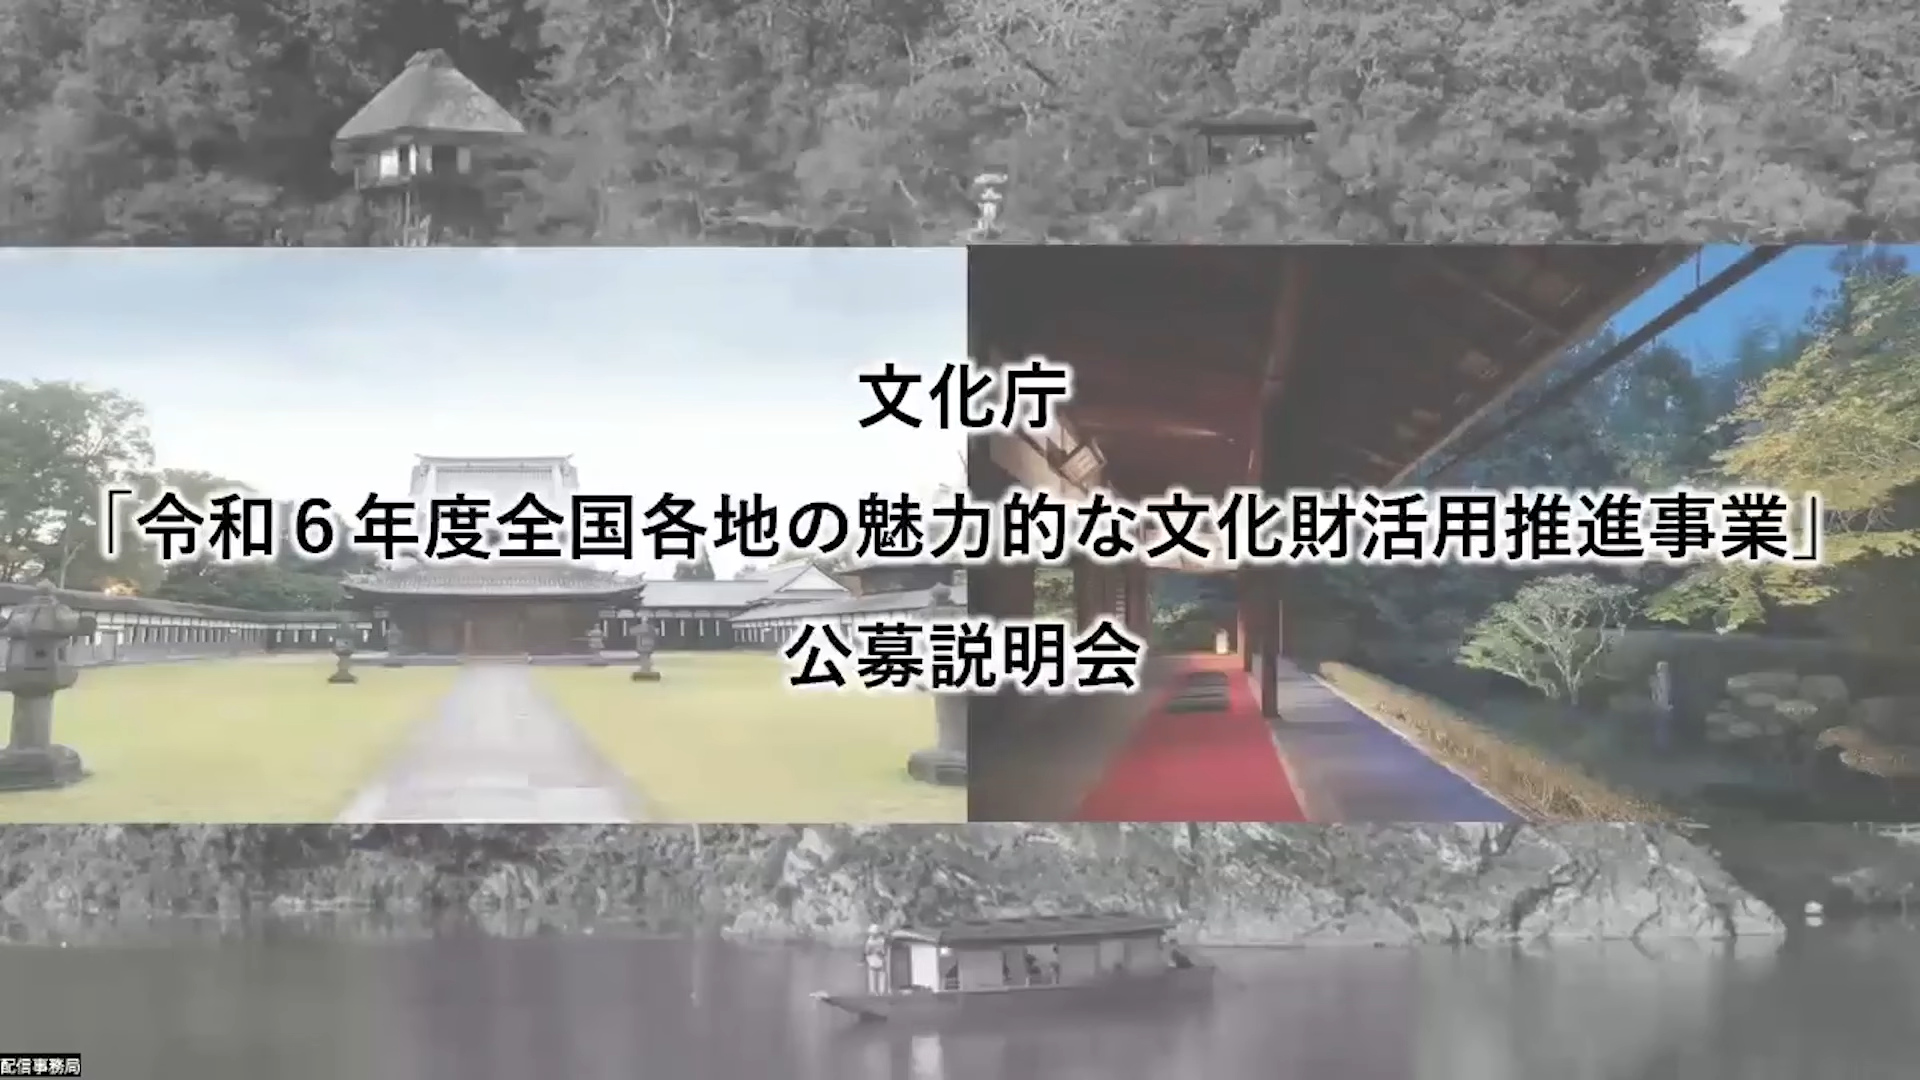 文化庁
「令和６年度全国各地の魅力的な文化財活用推進事業」
公募説明会
配信事務局